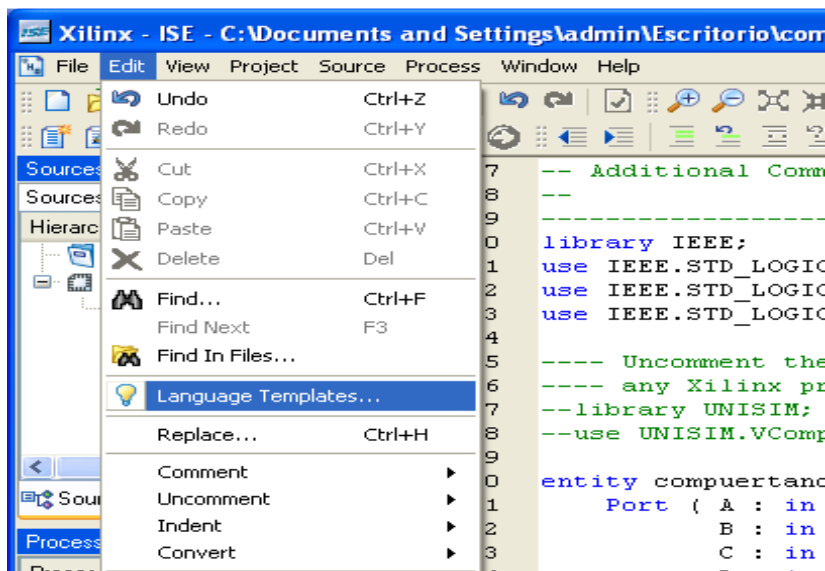 Xilinx - ISE - C:\Documents and Settings\admin\Escritorio\com
File Edit View Project Source Process Window Help
Undo Ctrl+Z
Redo Ctrl+Y
Cut Ctrl+X
Copy Ctrl+C
Paste Ctrl+V
Delete Del
Find... Ctrl+F
Find Next F3
Find In Files...
Language Templates...
Replace... Ctrl+H
Comment
Uncomment
Indent
Convert
Sources
Sources
Hierarc
Sour
Process
7 -- Additional Comm
8 --
9 ------------------
0 library IEEE;
1 use IEEE.STD_LOGIC
2 use IEEE.STD_LOGIC
3 use IEEE.STD_LOGIC
4
5 ---- Uncomment the
6 ---- any Xilinx pr
7 --library UNISIM;
8 --use UNISIM.VComp
9
0 entity compuertand
1 Port ( A : in
2 B : in
3 C : in